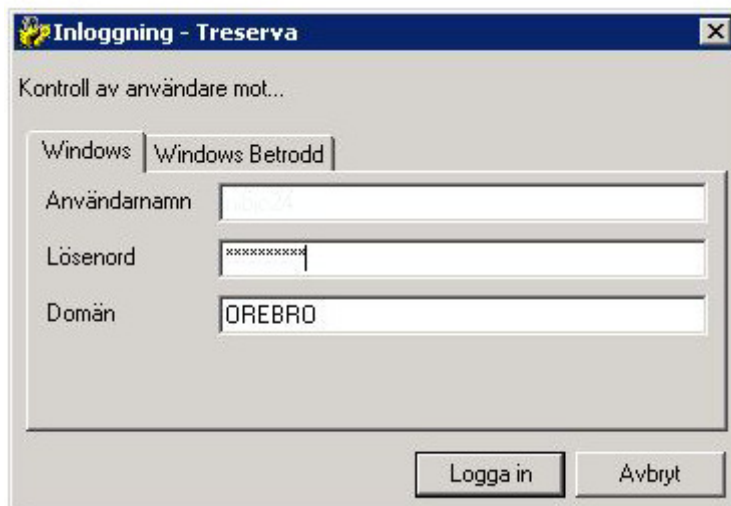 Inloggning - Treserva
Kontroll av användare mot...
Windows Windows Betrodd
Användarnamn
Lösenord **********
Domän OREBRO
Logga in Avbryt